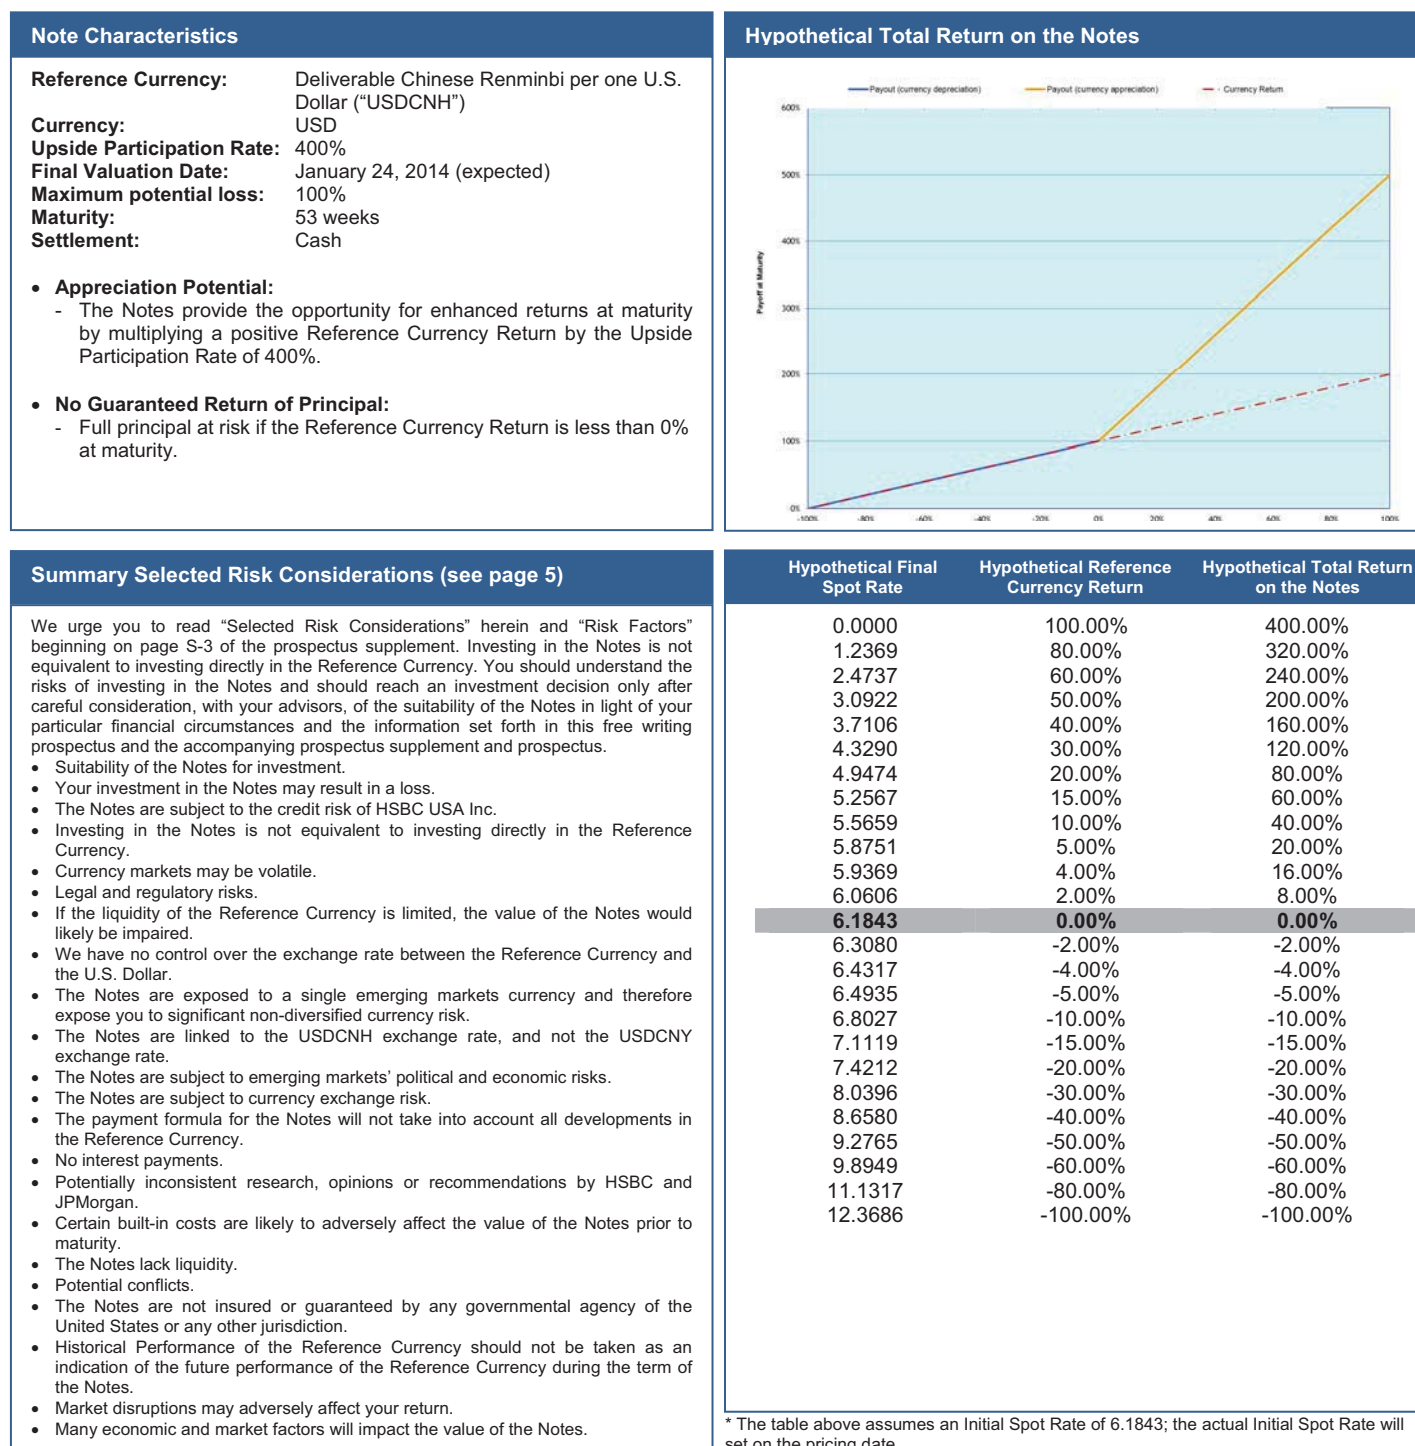 Note Characteristics
Reference Currency: Deliverable Chinese Renminbi per one U.S.
Dollar (“USDCNH”)
Currency: USD
Upside Participation Rate: 400%
Final Valuation Date: January 24, 2014 (expected)
Maximum potential loss: 100%
Maturity: 53 weeks
Settlement: Cash
• Appreciation Potential:
- The Notes provide the opportunity for enhanced returns at maturity
by multiplying a positive Reference Currency Return by the Upside
Participation Rate of 400%.
• No Guaranteed Return of Principal:
- Full principal at risk if the Reference Currency Return is less than 0%
at maturity.
Hypothetical Total Return on the Notes
Payout (currency depreciation) Payout (currency appreciation) Currency Return
600%
500%
400%
300%
200%
100%
0%
Payoff at Maturity
-100% -80% -60% -40% -20% 0% 20% 40% 60% 80% 100%
Summary Selected Risk Considerations (see page 5)
We urge you to read “Selected Risk Considerations” herein and “Risk Factors”
beginning on page S-3 of the prospectus supplement. Investing in the Notes is not
equivalent to investing directly in the Reference Currency. You should understand the
risks of investing in the Notes and should reach an investment decision only after
careful consideration, with your advisors, of the suitability of the Notes in light of your
particular financial circumstances and the information set forth in this free writing
prospectus and the accompanying prospectus supplement and prospectus.
• Suitability of the Notes for investment.
• Your investment in the Notes may result in a loss.
• The Notes are subject to the credit risk of HSBC USA Inc.
• Investing in the Notes is not equivalent to investing directly in the Reference
Currency.
• Currency markets may be volatile.
• Legal and regulatory risks.
• If the liquidity of the Reference Currency is limited, the value of the Notes would
likely be impaired.
• We have no control over the exchange rate between the Reference Currency and
the U.S. Dollar.
• The Notes are exposed to a single emerging markets currency and therefore
expose you to significant non-diversified currency risk.
• The Notes are linked to the USDCNH exchange rate, and not the USDCNY
exchange rate.
• The Notes are subject to emerging markets’ political and economic risks.
• The Notes are subject to currency exchange risk.
• The payment formula for the Notes will not take into account all developments in
the Reference Currency.
• No interest payments.
• Potentially inconsistent research, opinions or recommendations by HSBC and
JPMorgan.
• Certain built-in costs are likely to adversely affect the value of the Notes prior to
maturity.
• The Notes lack liquidity.
• Potential conflicts.
• The Notes are not insured or guaranteed by any governmental agency of the
United States or any other jurisdiction.
• Historical Performance of the Reference Currency should not be taken as an
indication of the future performance of the Reference Currency during the term of
the Notes.
• Market disruptions may adversely affect your return.
• Many economic and market factors will impact the value of the Notes.
Hypothetical Final Hypothetical Reference Hypothetical Total Return
Spot Rate Currency Return on the Notes
0.0000 100.00% 400.00%
1.2369 80.00% 320.00%
2.4737 60.00% 240.00%
3.0922 50.00% 200.00%
3.7106 40.00% 160.00%
4.3290 30.00% 120.00%
4.9474 20.00% 80.00%
5.2567 15.00% 60.00%
5.5659 10.00% 40.00%
5.8751 5.00% 20.00%
5.9369 4.00% 16.00%
6.0606 2.00% 8.00%
6.1843 0.00% 0.00%
6.3080 -2.00% -2.00%
6.4317 -4.00% -4.00%
6.4935 -5.00% -5.00%
6.8027 -10.00% -10.00%
7.1119 -15.00% -15.00%
7.4212 -20.00% -20.00%
8.0396 -30.00% -30.00%
8.6580 -40.00% -40.00%
9.2765 -50.00% -50.00%
9.8949 -60.00% -60.00%
11.1317 -80.00% -80.00%
12.3686 -100.00% -100.00%
* The table above assumes an Initial Spot Rate of 6.1843; the actual Initial Spot Rate will
set on the pricing date